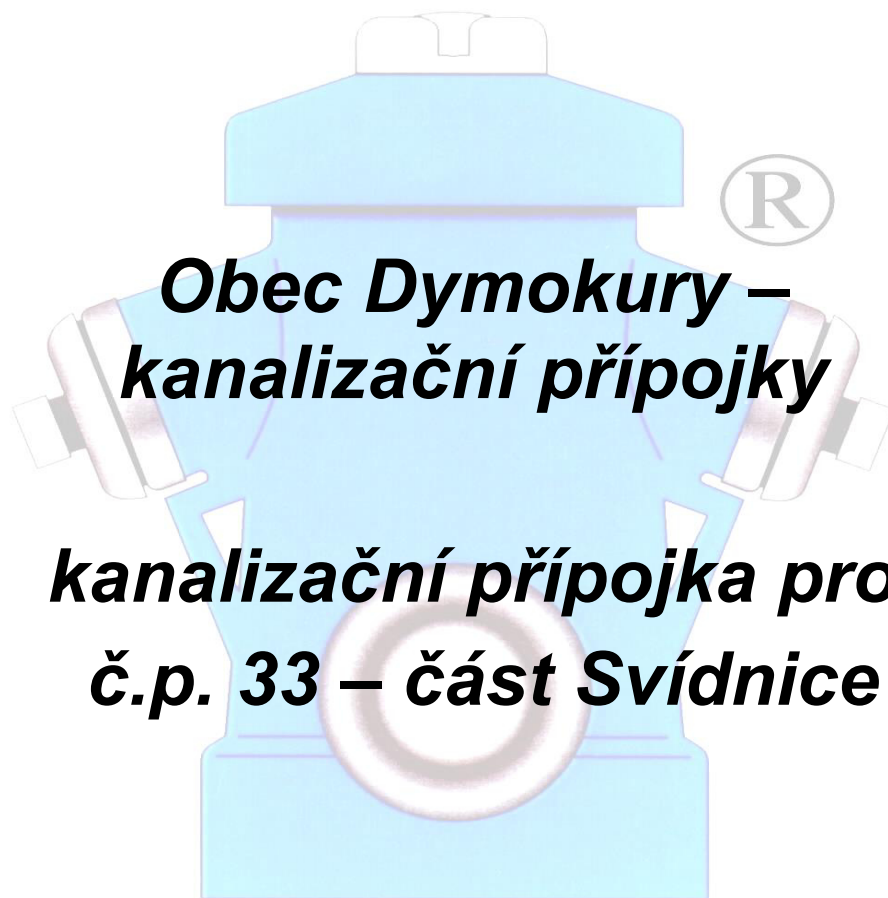 ®
Obec Dymokury –
kanalizační přípojky
kanalizační přípojka pro
č.p. 33 – část Svídnice